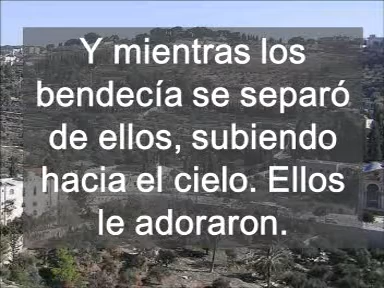 Y mientras los
bendecía se separó
de ellos, subiendo
hacia el cielo. Ellos
le adoraron.